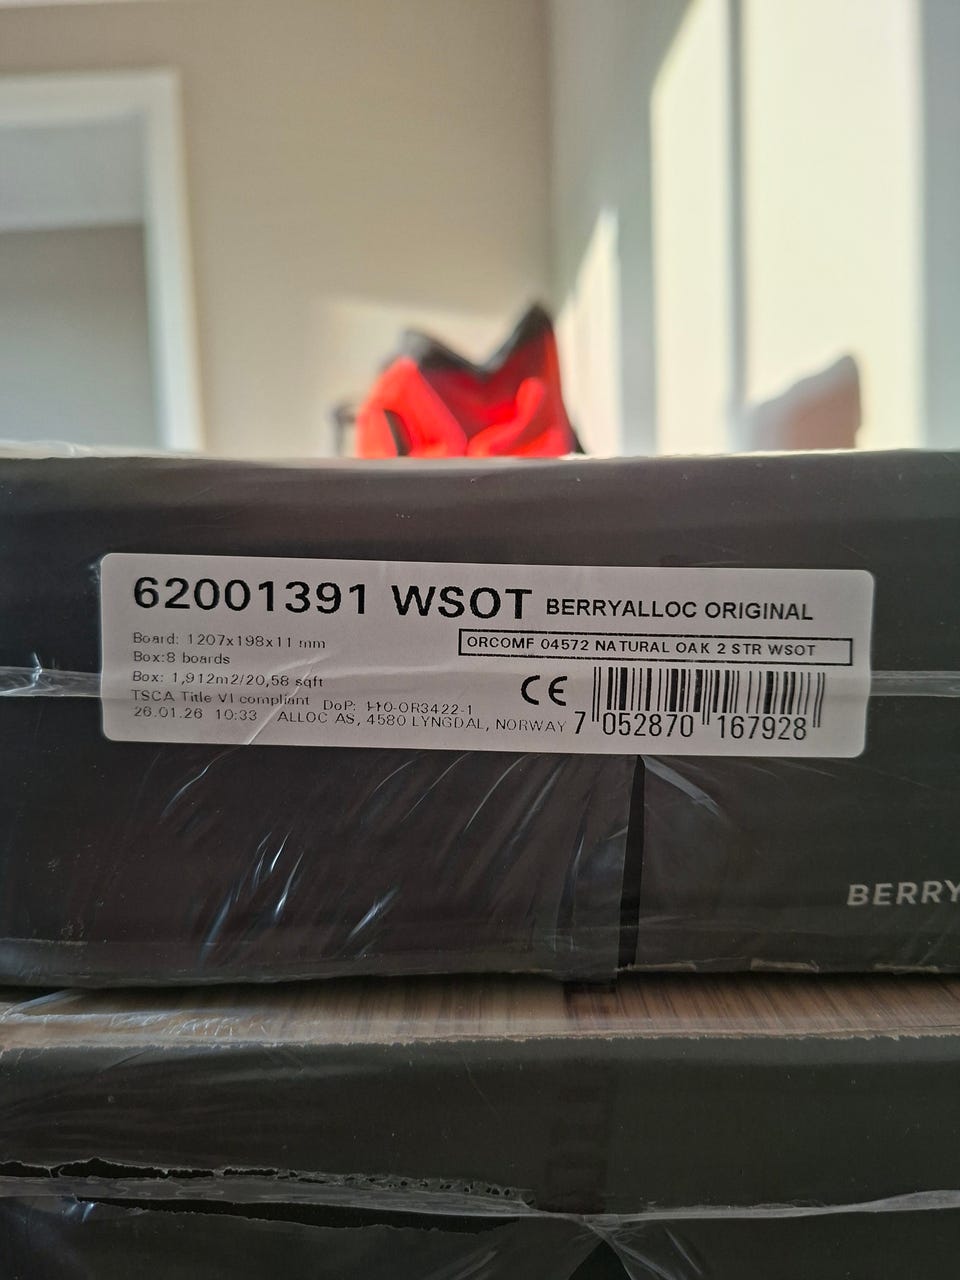 62001391 WSOT BERRYALLOC ORIGINAL
Board: 1207x198x11 mm
ORCOMF 04572 NATURAL OAK 2 STR WSOT
Box:8 boards
Box: 1,912m2/20,58 sqft
CE
TSCA Title VI compliant DoP: H10-OR3422-1
26.01.26 10:33 ALLOC AS, 4580 LYNGDAL, NORWAY
7 052870 167928
BERRY